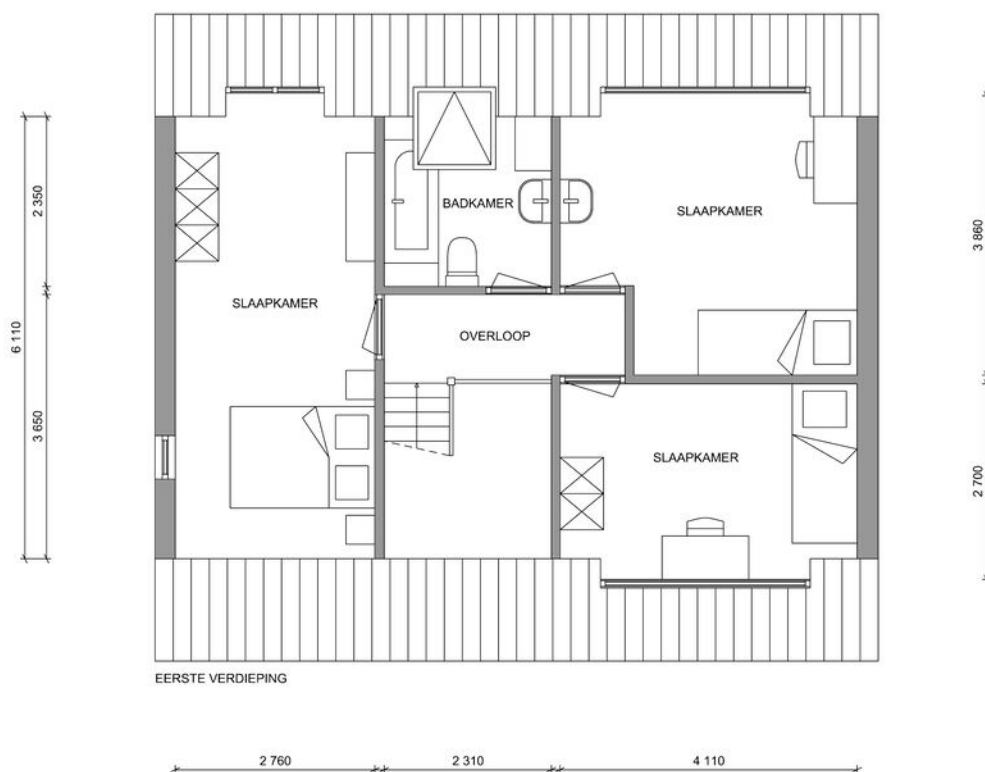 BADKAMER
SLAAPKAMER
SLAAPKAMER
OVERLOOP
SLAAPKAMER
2 350
6 110
3 650
3 860
2 700
EERSTE VERDIEPING
2 760
2 310
4 110